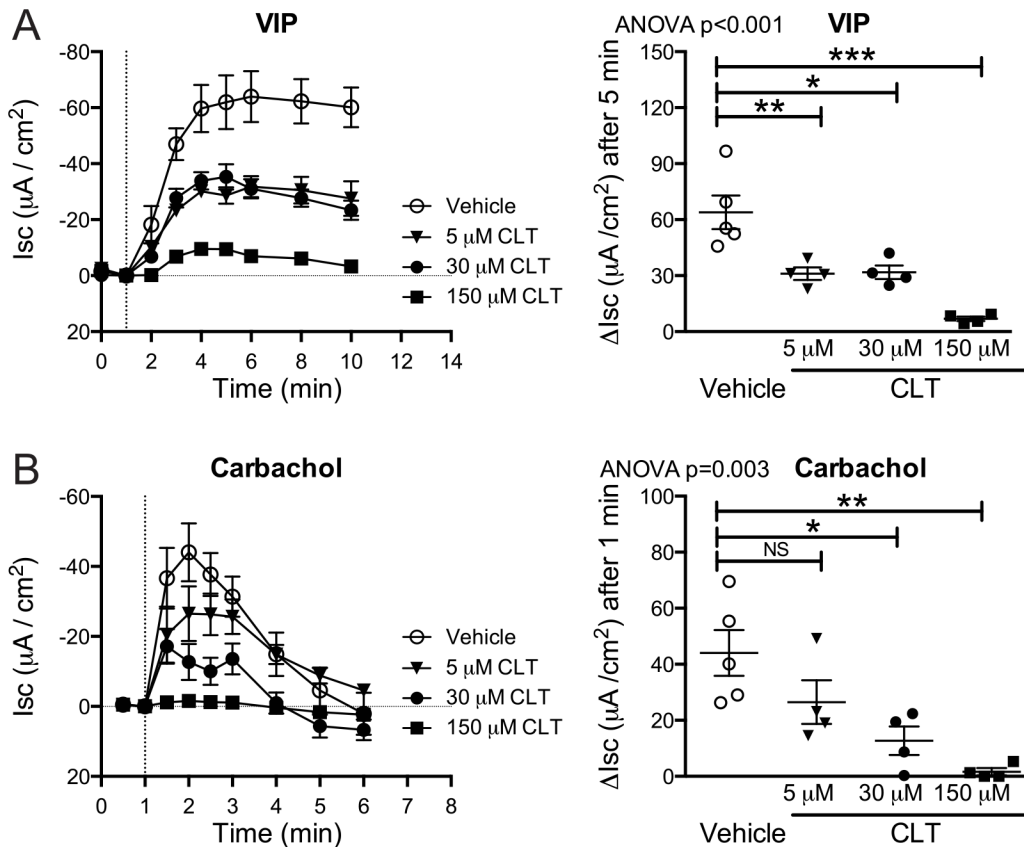 A
VIP
Isc (µA / cm²)
-80
-60
-40
-20
0
20
0 2 4 6 8 10 12 14
Time (min)
Vehicle
5 µM CLT
30 µM CLT
150 µM CLT
ANOVA p<0.001 VIP
ΔIsc (µA /cm²) after 5 min
150
120
90
60
30
0
***
*
**
5 µM 30 µM 150 µM
Vehicle CLT
B
Carbachol
Isc (µA / cm²)
-60
-40
-20
0
20
0 1 2 3 4 5 6 7 8
Time (min)
Vehicle
5 µM CLT
30 µM CLT
150 µM CLT
ANOVA p=0.003 Carbachol
ΔIsc (µA /cm²) after 1 min
100
80
60
40
20
0
**
*
NS
5 µM 30 µM 150 µM
Vehicle CLT